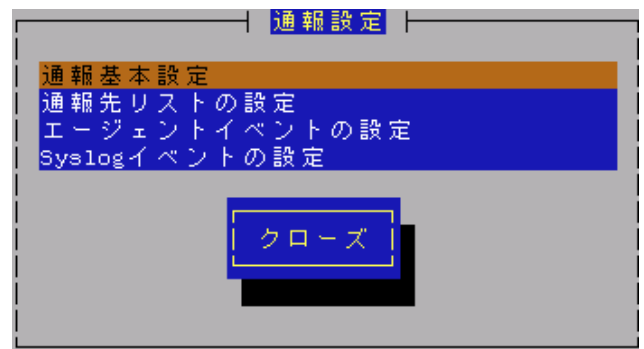 通報設定
通報基本設定
通報先リストの設定
エージェントイベントの設定
Syslogイベントの設定
クローズ